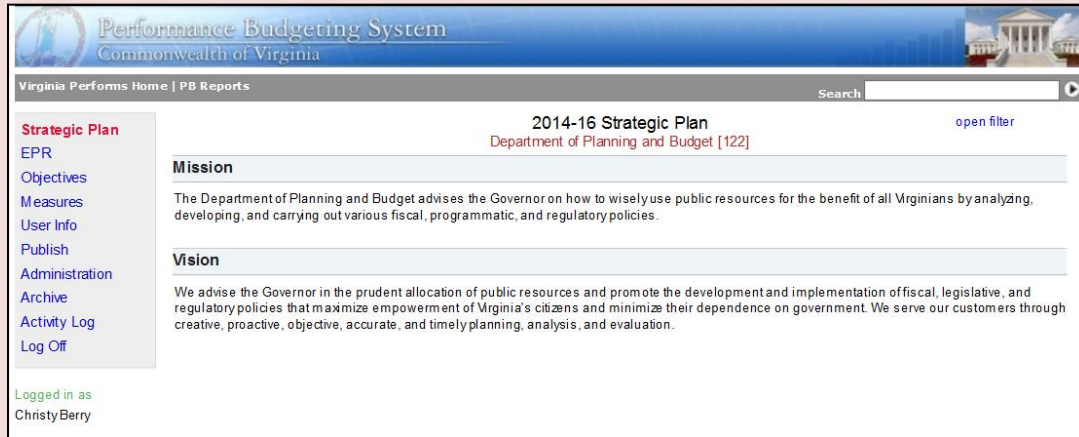 Performance Budgeting System
Commonwealth of Virginia
Virginia Performs Home | PB Reports
Search
Strategic Plan
EPR
Objectives
Measures
User Info
Publish
Administration
Archive
Activity Log
Log Off
Logged in as
Christy Berry
2014-16 Strategic Plan
open filter
Department of Planning and Budget [122]
Mission
The Department of Planning and Budget advises the Governor on how to wisely use public resources for the benefit of all Virginians by analyzing,
developing, and carrying out various fiscal, programmatic, and regulatory policies.
Vision
We advise the Governor in the prudent allocation of public resources and promote the development and implementation of fiscal, legislative, and
regulatory policies that maximize empowerment of Virginia's citizens and minimize their dependence on government. We serve our customers through
creative, proactive, objective, accurate, and timely planning, analysis, and evaluation.